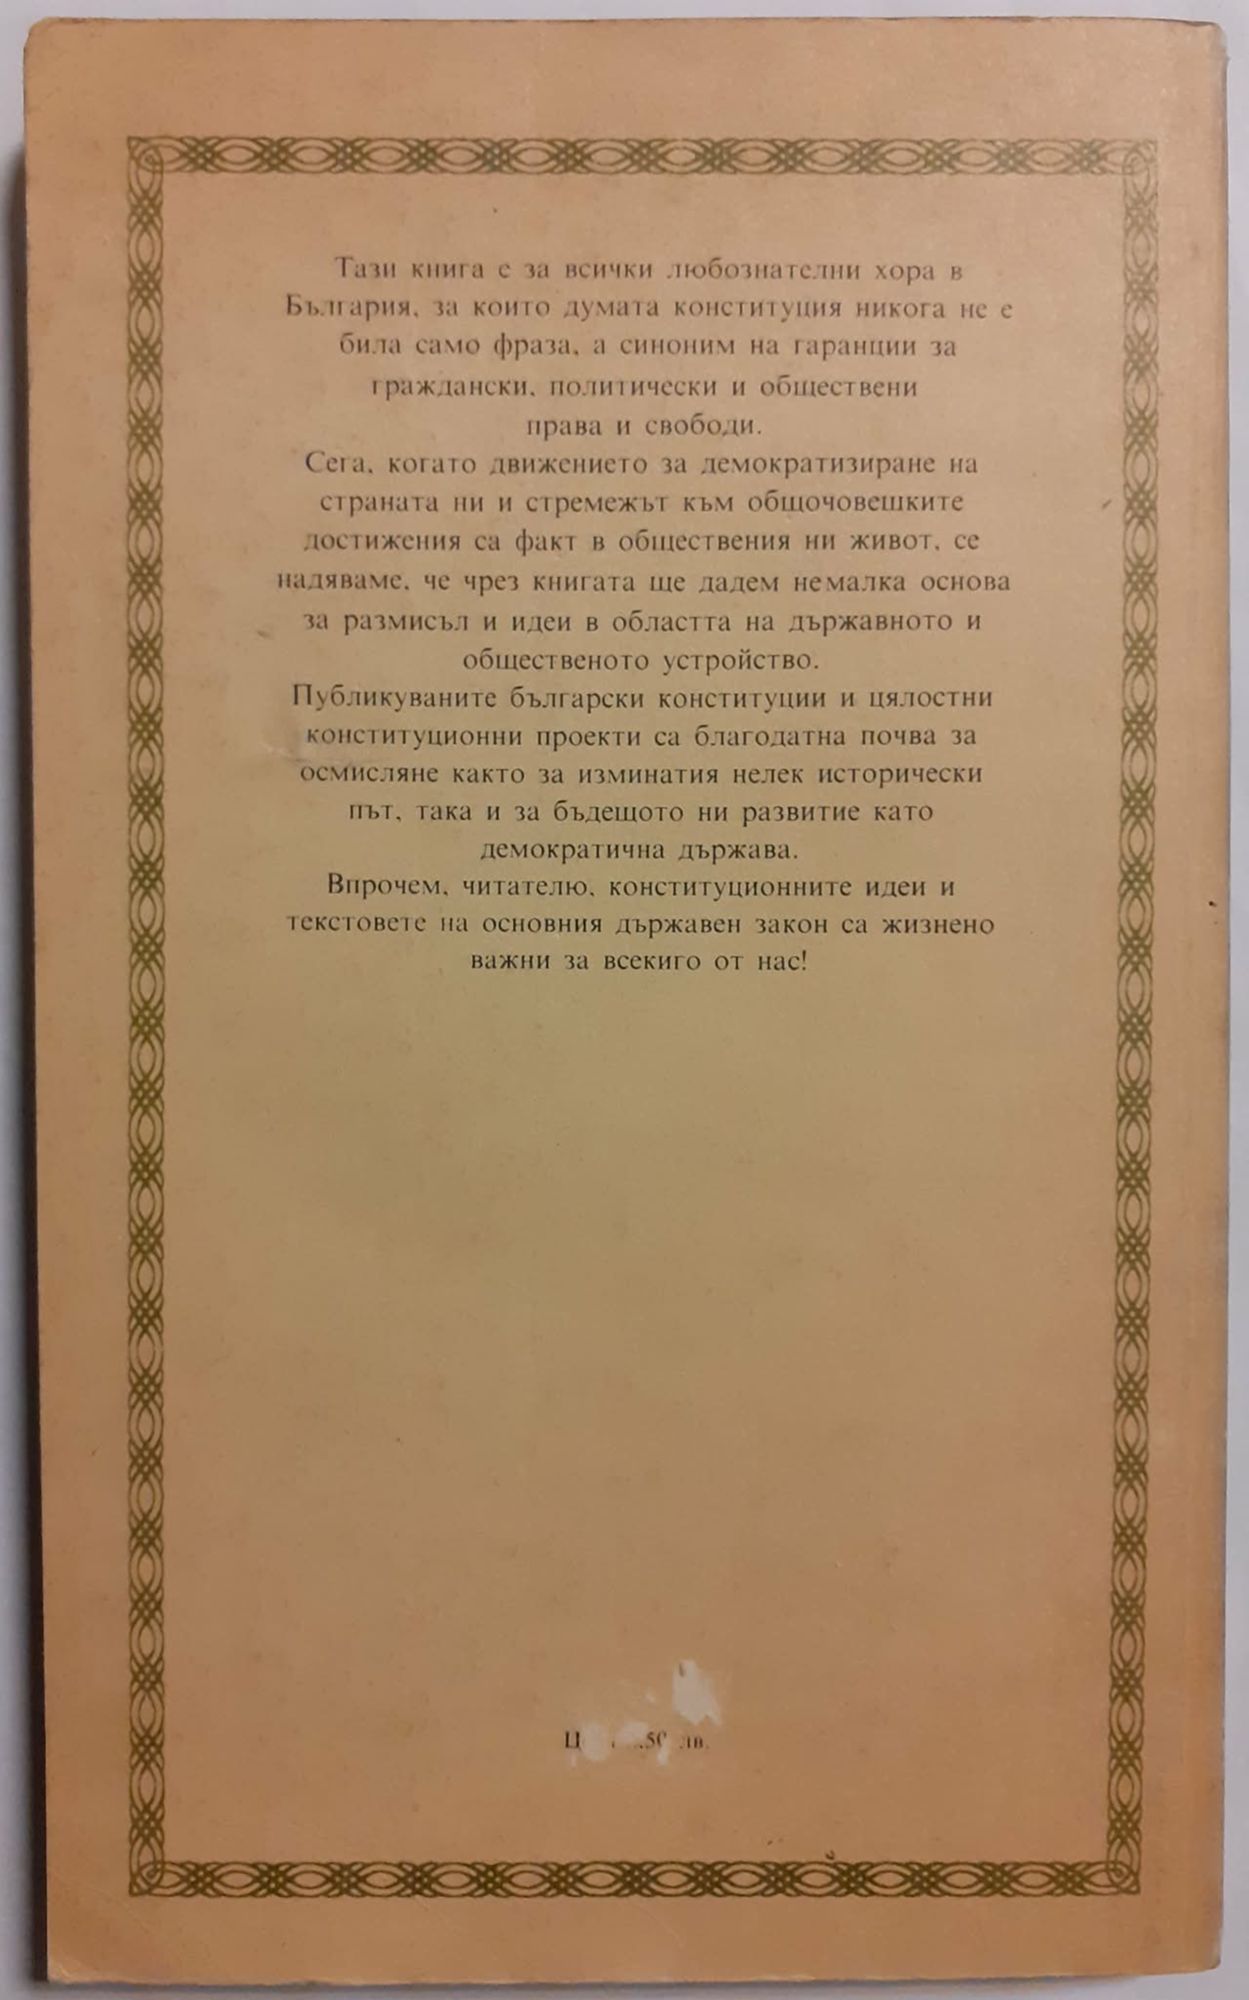 Тази книга е за всички любознателни хора в
България, за които думата конституция никога не е
била само фраза, а синоним на гаранции за
граждански, политически и обществени
права и свободи.
Сега, когато движението за демократизиране на
страната ни и стремежът към общочовешките
достижения са факт в обществения ни живот, се
надяваме, че чрез книгата ще дадем немалка основа
за размисъл и идеи в областта на държавното и
общественото устройство.
Публикуваните български конституции и цялостни
конституционни проекти са благодатна почва за
осмисляне както за изминатия нелек исторически
път, така и за бъдещото ни развитие като
демократична държава.
Впрочем, читателю, конституционните идеи и
текстовете на основния държавен закон са жизнено
важни за всекиго от нас!